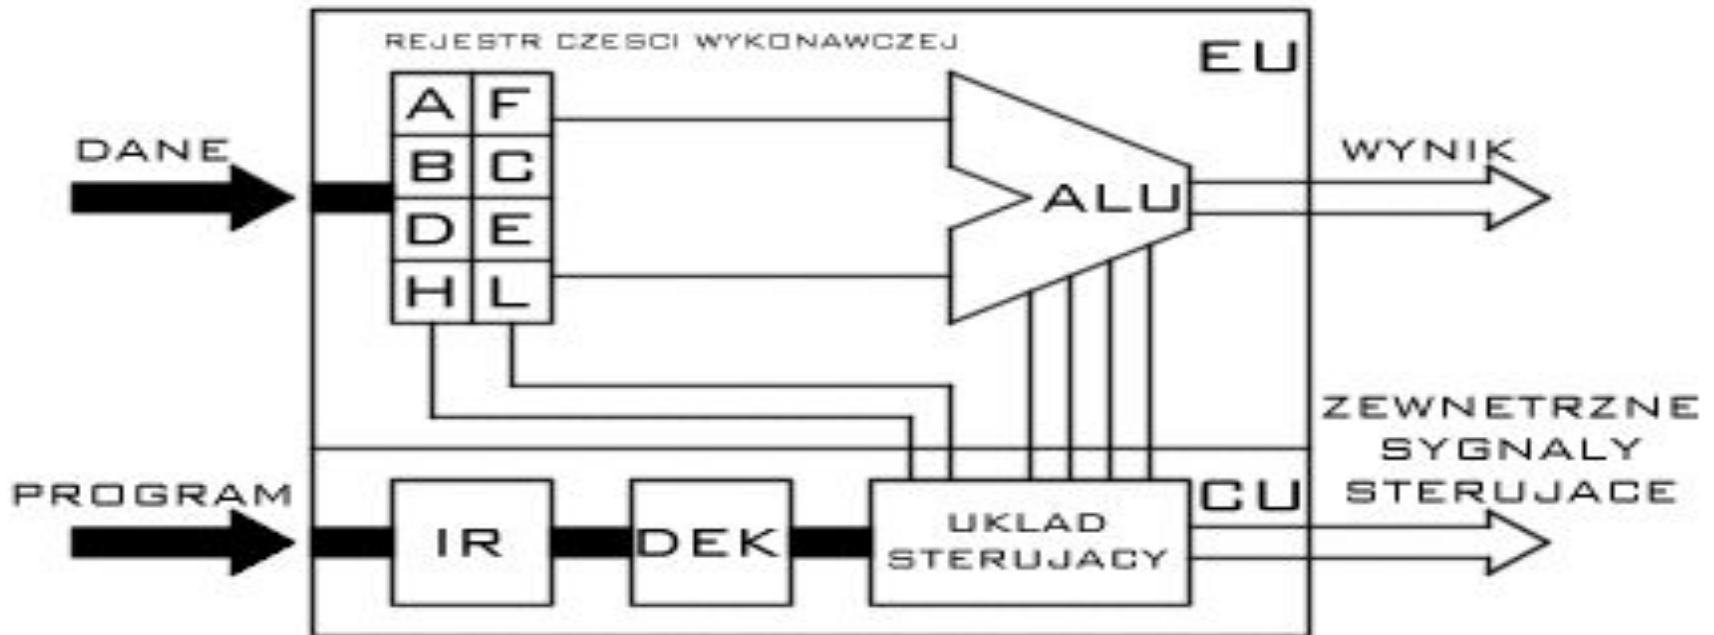 REJESTR CZESCI WYKONAWCZEJ
EU
A F
B C
D E
H L
DANE
ALU
WYNIK
PROGRAM
IR
DEK
UKLAD
STERUJACY
CU
ZEWNETRZNE
SYGNALY
STERUJACE